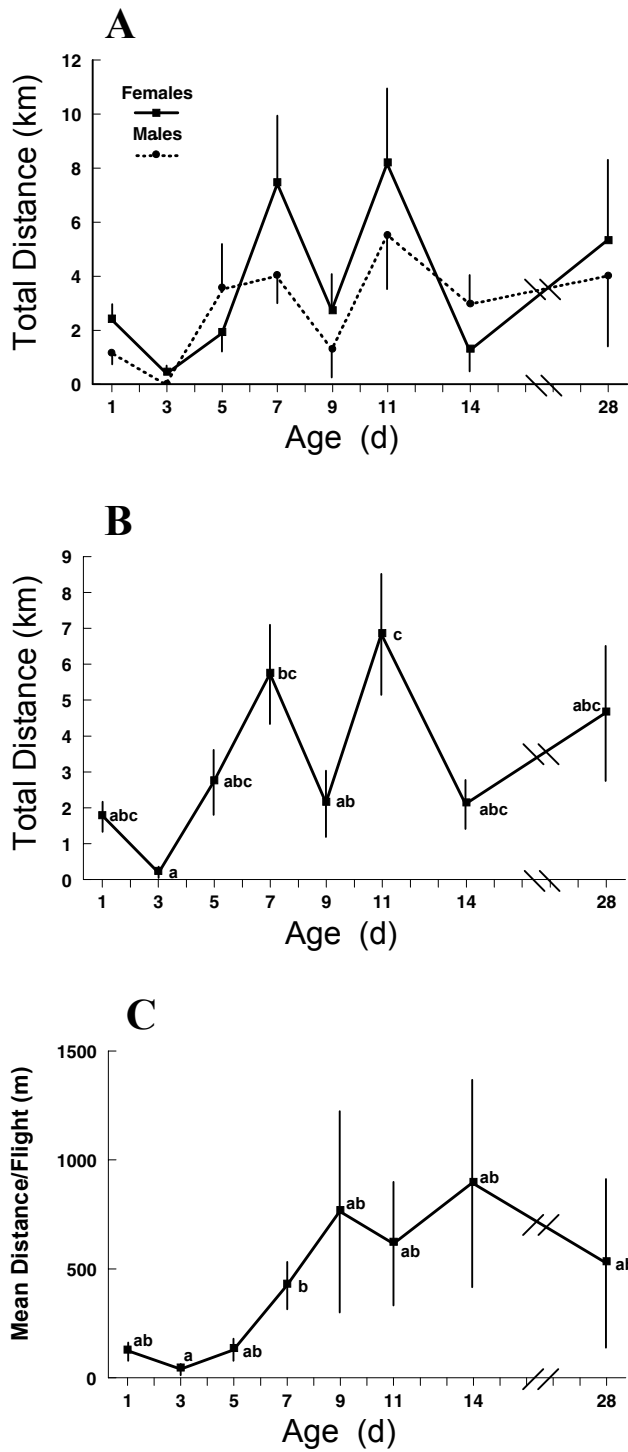 A
Total Distance (km)
12
10
8
6
4
2
0
Females
Males
1 3 5 7 9 11 14 28
Age (d)
B
Total Distance (km)
9
8
7
6
5
4
3
2
1
0
abc
a
abc
bc
ab
c
abc
abc
1 3 5 7 9 11 14 28
Age (d)
C
Mean Distance/Flight (m)
1500
1000
500
0
ab
a
ab
b
ab
ab
ab
ab
1 3 5 7 9 11 14 28
Age (d)